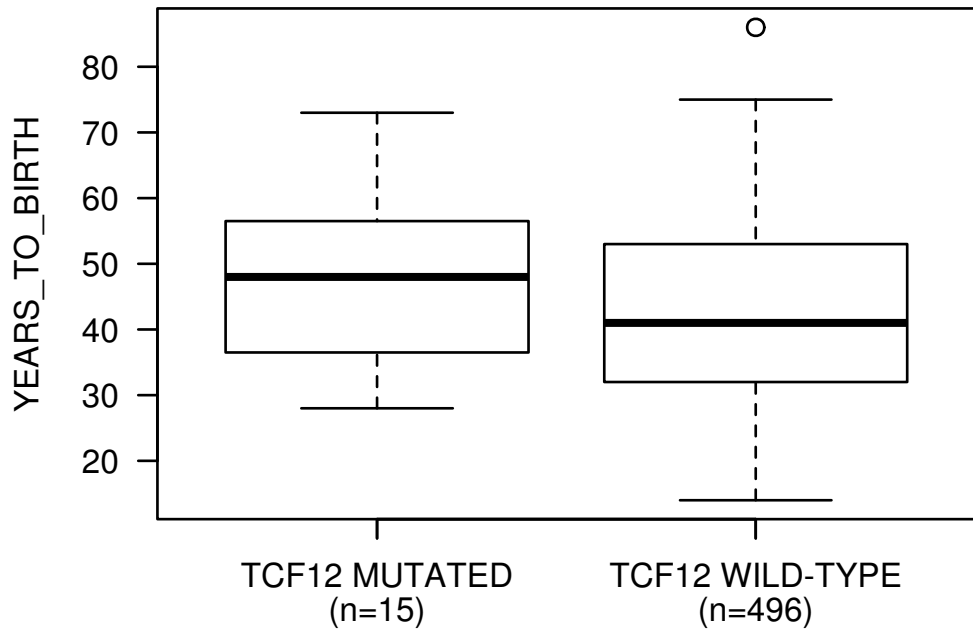 YEARS_TO_BIRTH
80
70
60
50
40
30
20
TCF12 MUTATED
(n=15)
TCF12 WILD-TYPE
(n=496)